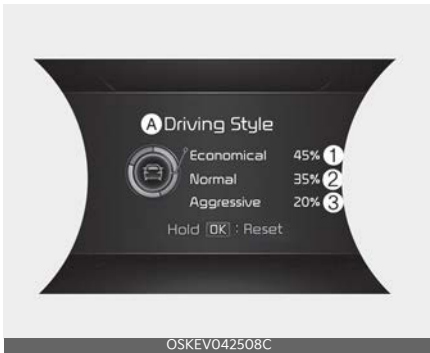 A Driving Style
Economical 45% 1
Normal 35% 2
Aggressive 20% 3
Hold OK : Reset
OSKEV042508C